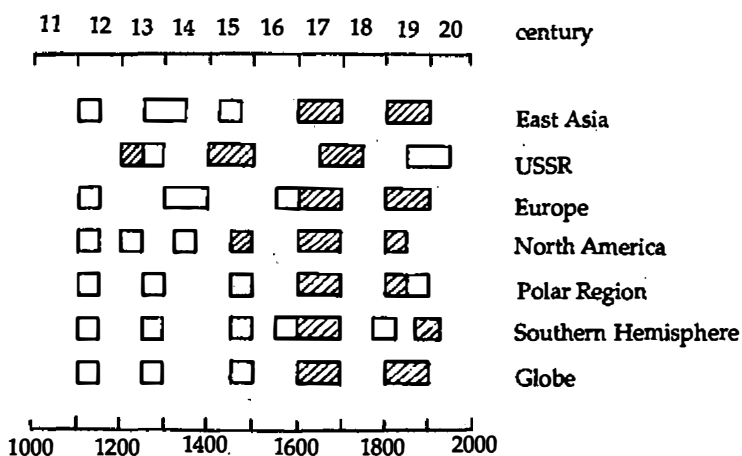 11 12 13 14 15 16 17 18 19 20 century
East Asia
USSR
Europe
North America
Polar Region
Southern Hemisphere
Globe
1000 1200 1400 1600 1800 2000